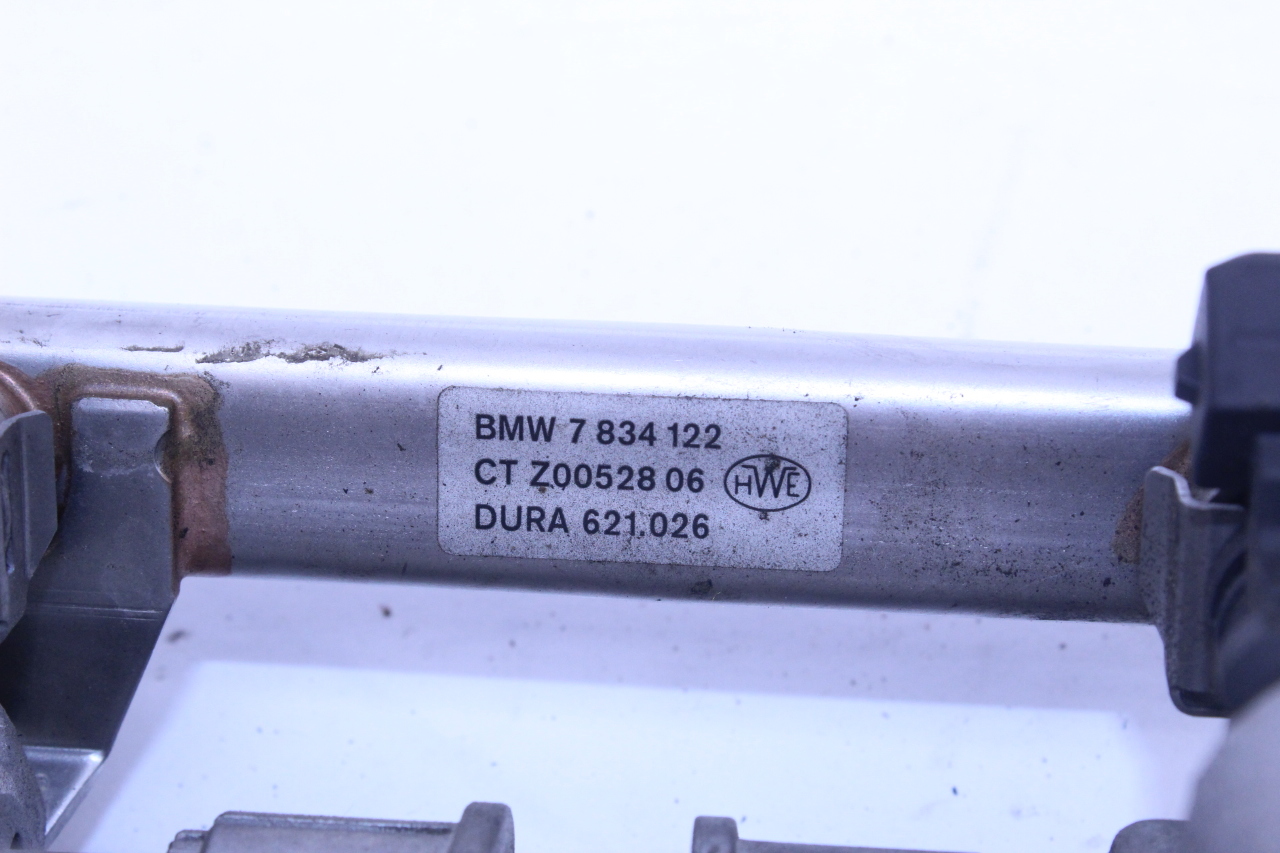 BMW 7 834 122
CT Z00528 06
HWE
DURA 621.026